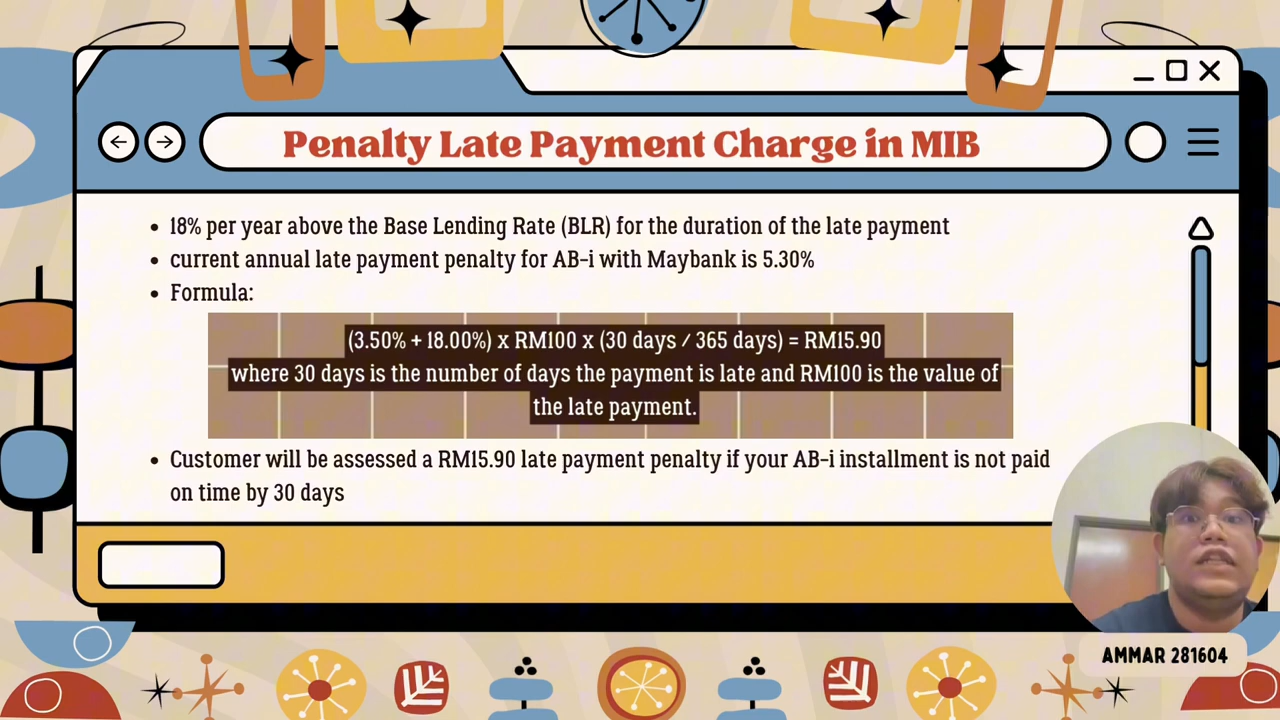 Penalty Late Payment Charge in MIB
• 18% per year above the Base Lending Rate (BLR) for the duration of the late payment
• current annual late payment penalty for AB-i with Maybank is 5.30%
• Formula:
(3.50% + 18.00%) x RM100 x (30 days / 365 days) = RM15.90
where 30 days is the number of days the payment is late and RM100 is the value of
the late payment.
• Customer will be assessed a RM15.90 late payment penalty if your AB-i installment is not paid
on time by 30 days
AMMAR 281604